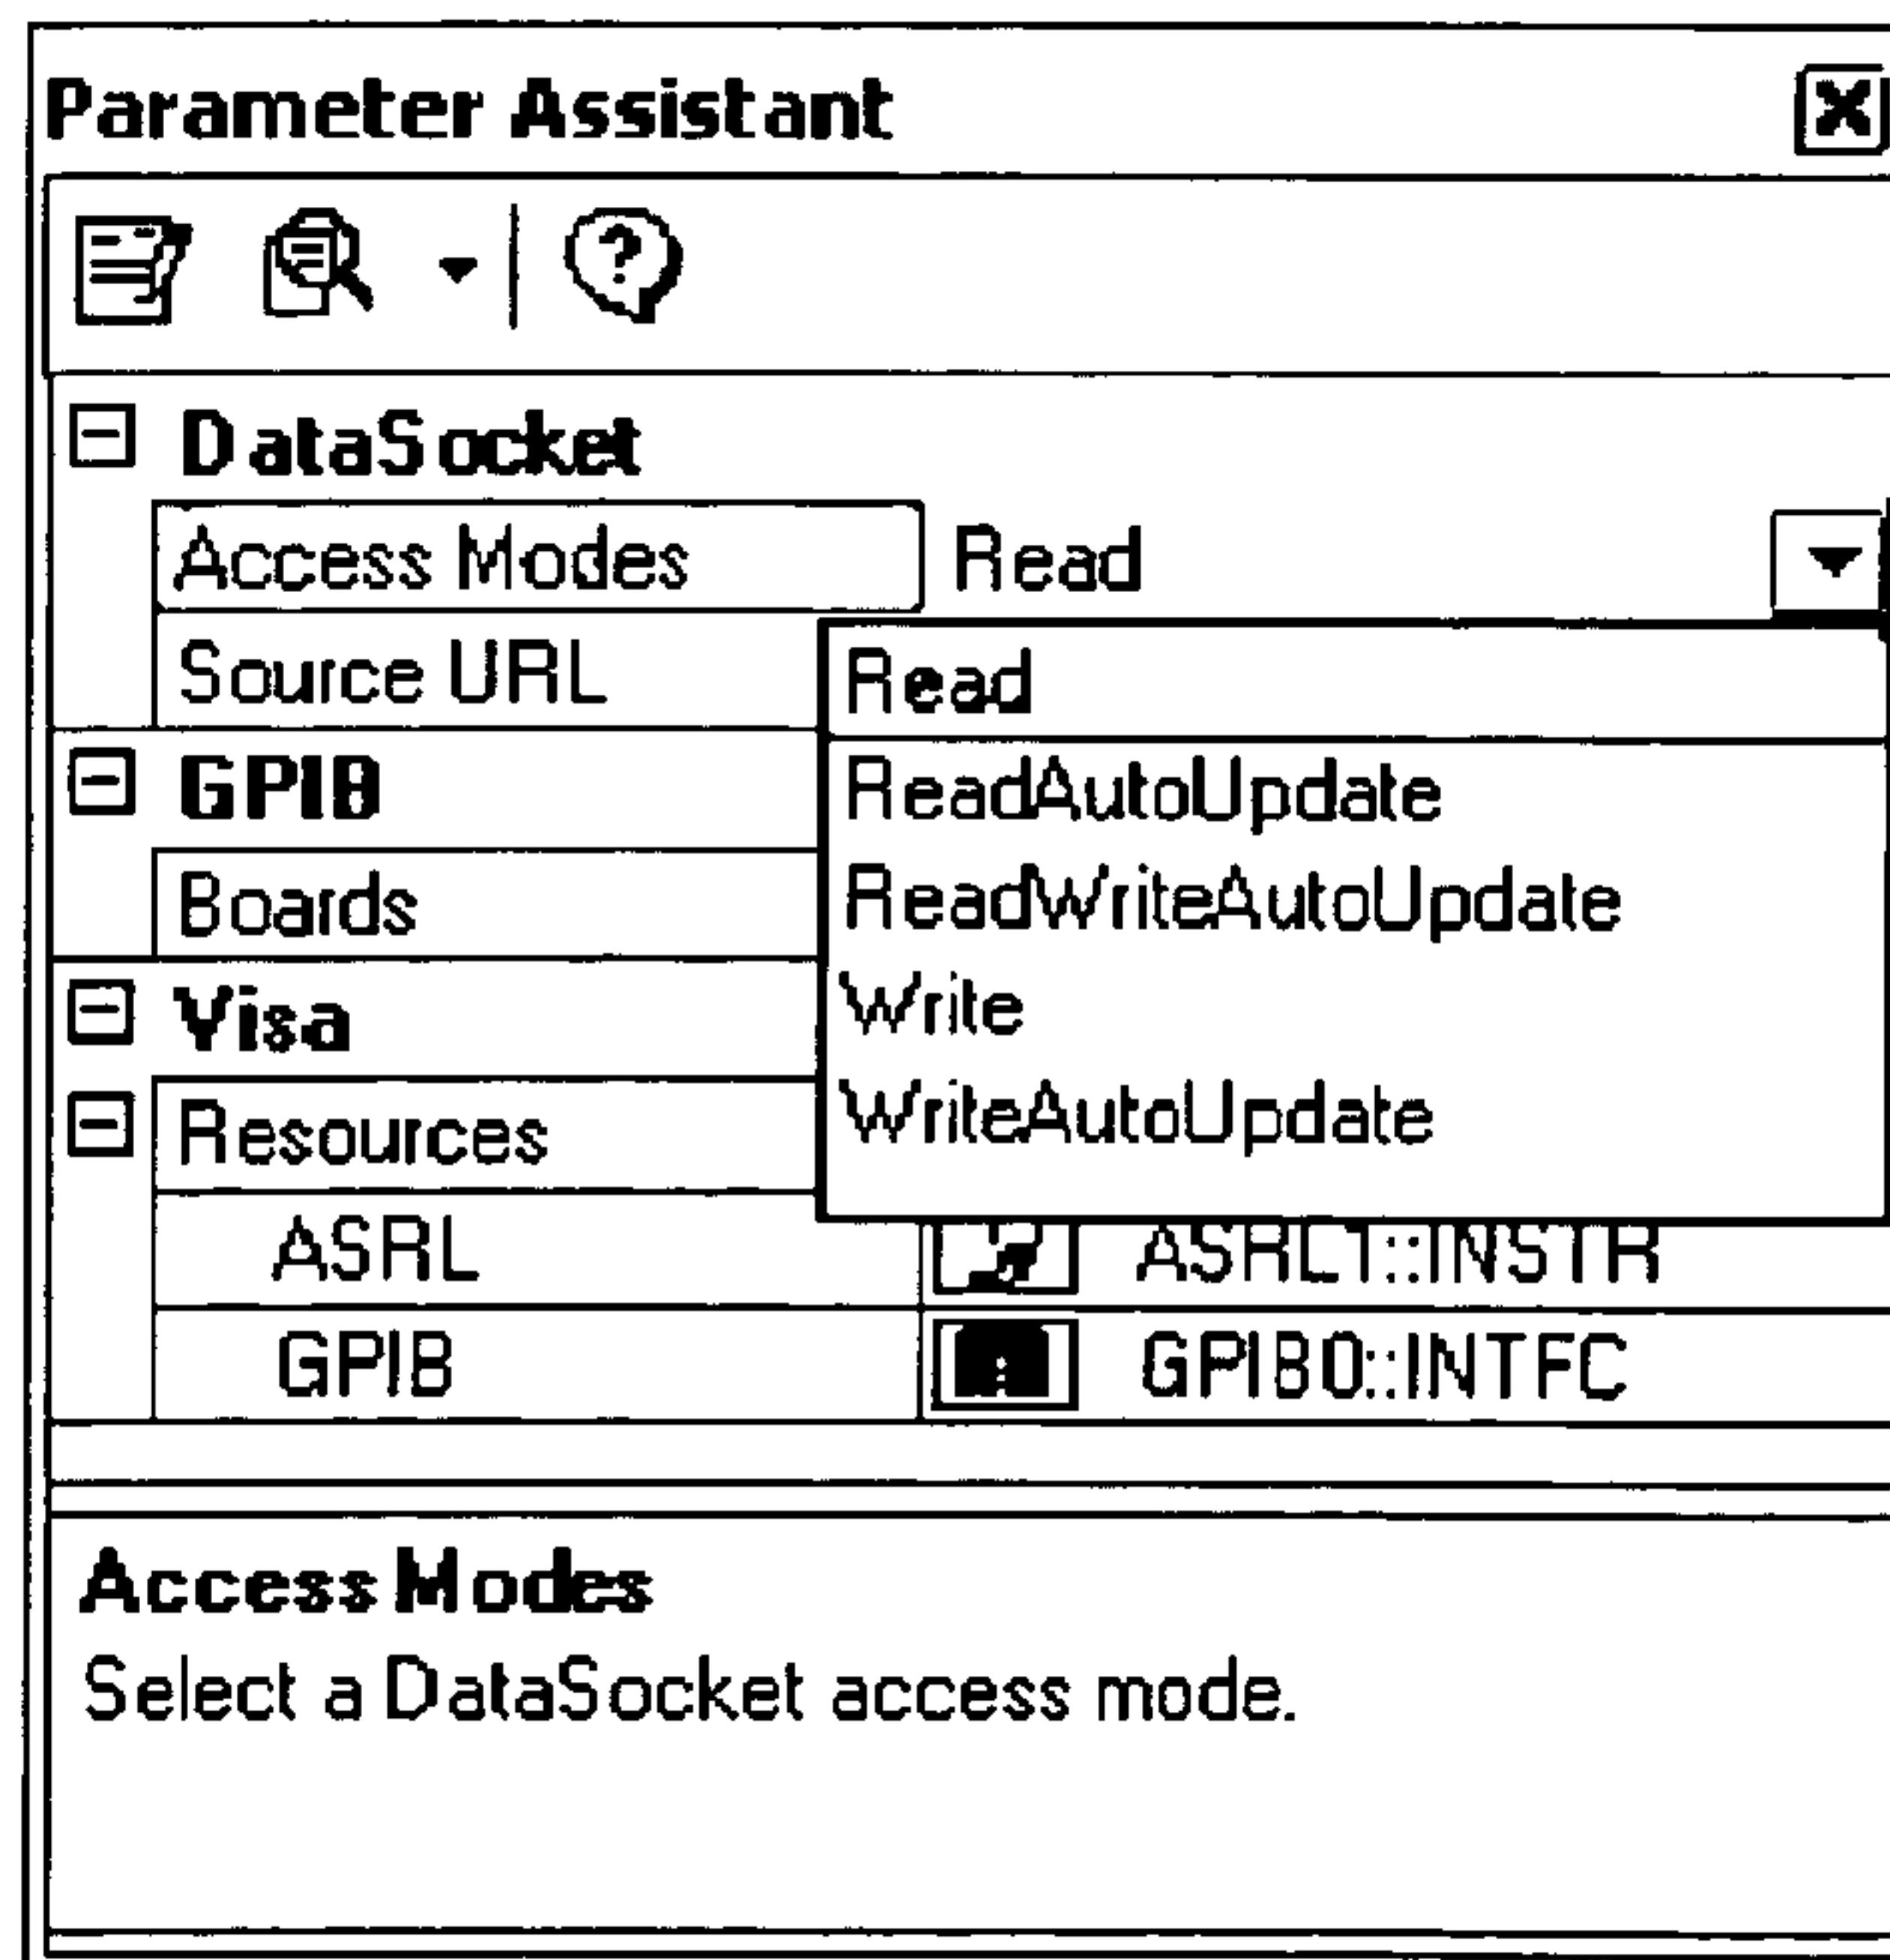 Parameter Assistant
DataSocket
Access Modes Read
Source URL
Read
ReadAutoUpdate
ReadWriteAutoUpdate
Write
WriteAutoUpdate
GPIB
Boards
Visa
Resources
ASRL ASRL1::INSTR
GPIB GPIB0::INTFC
Access Modes
Select a DataSocket access mode.